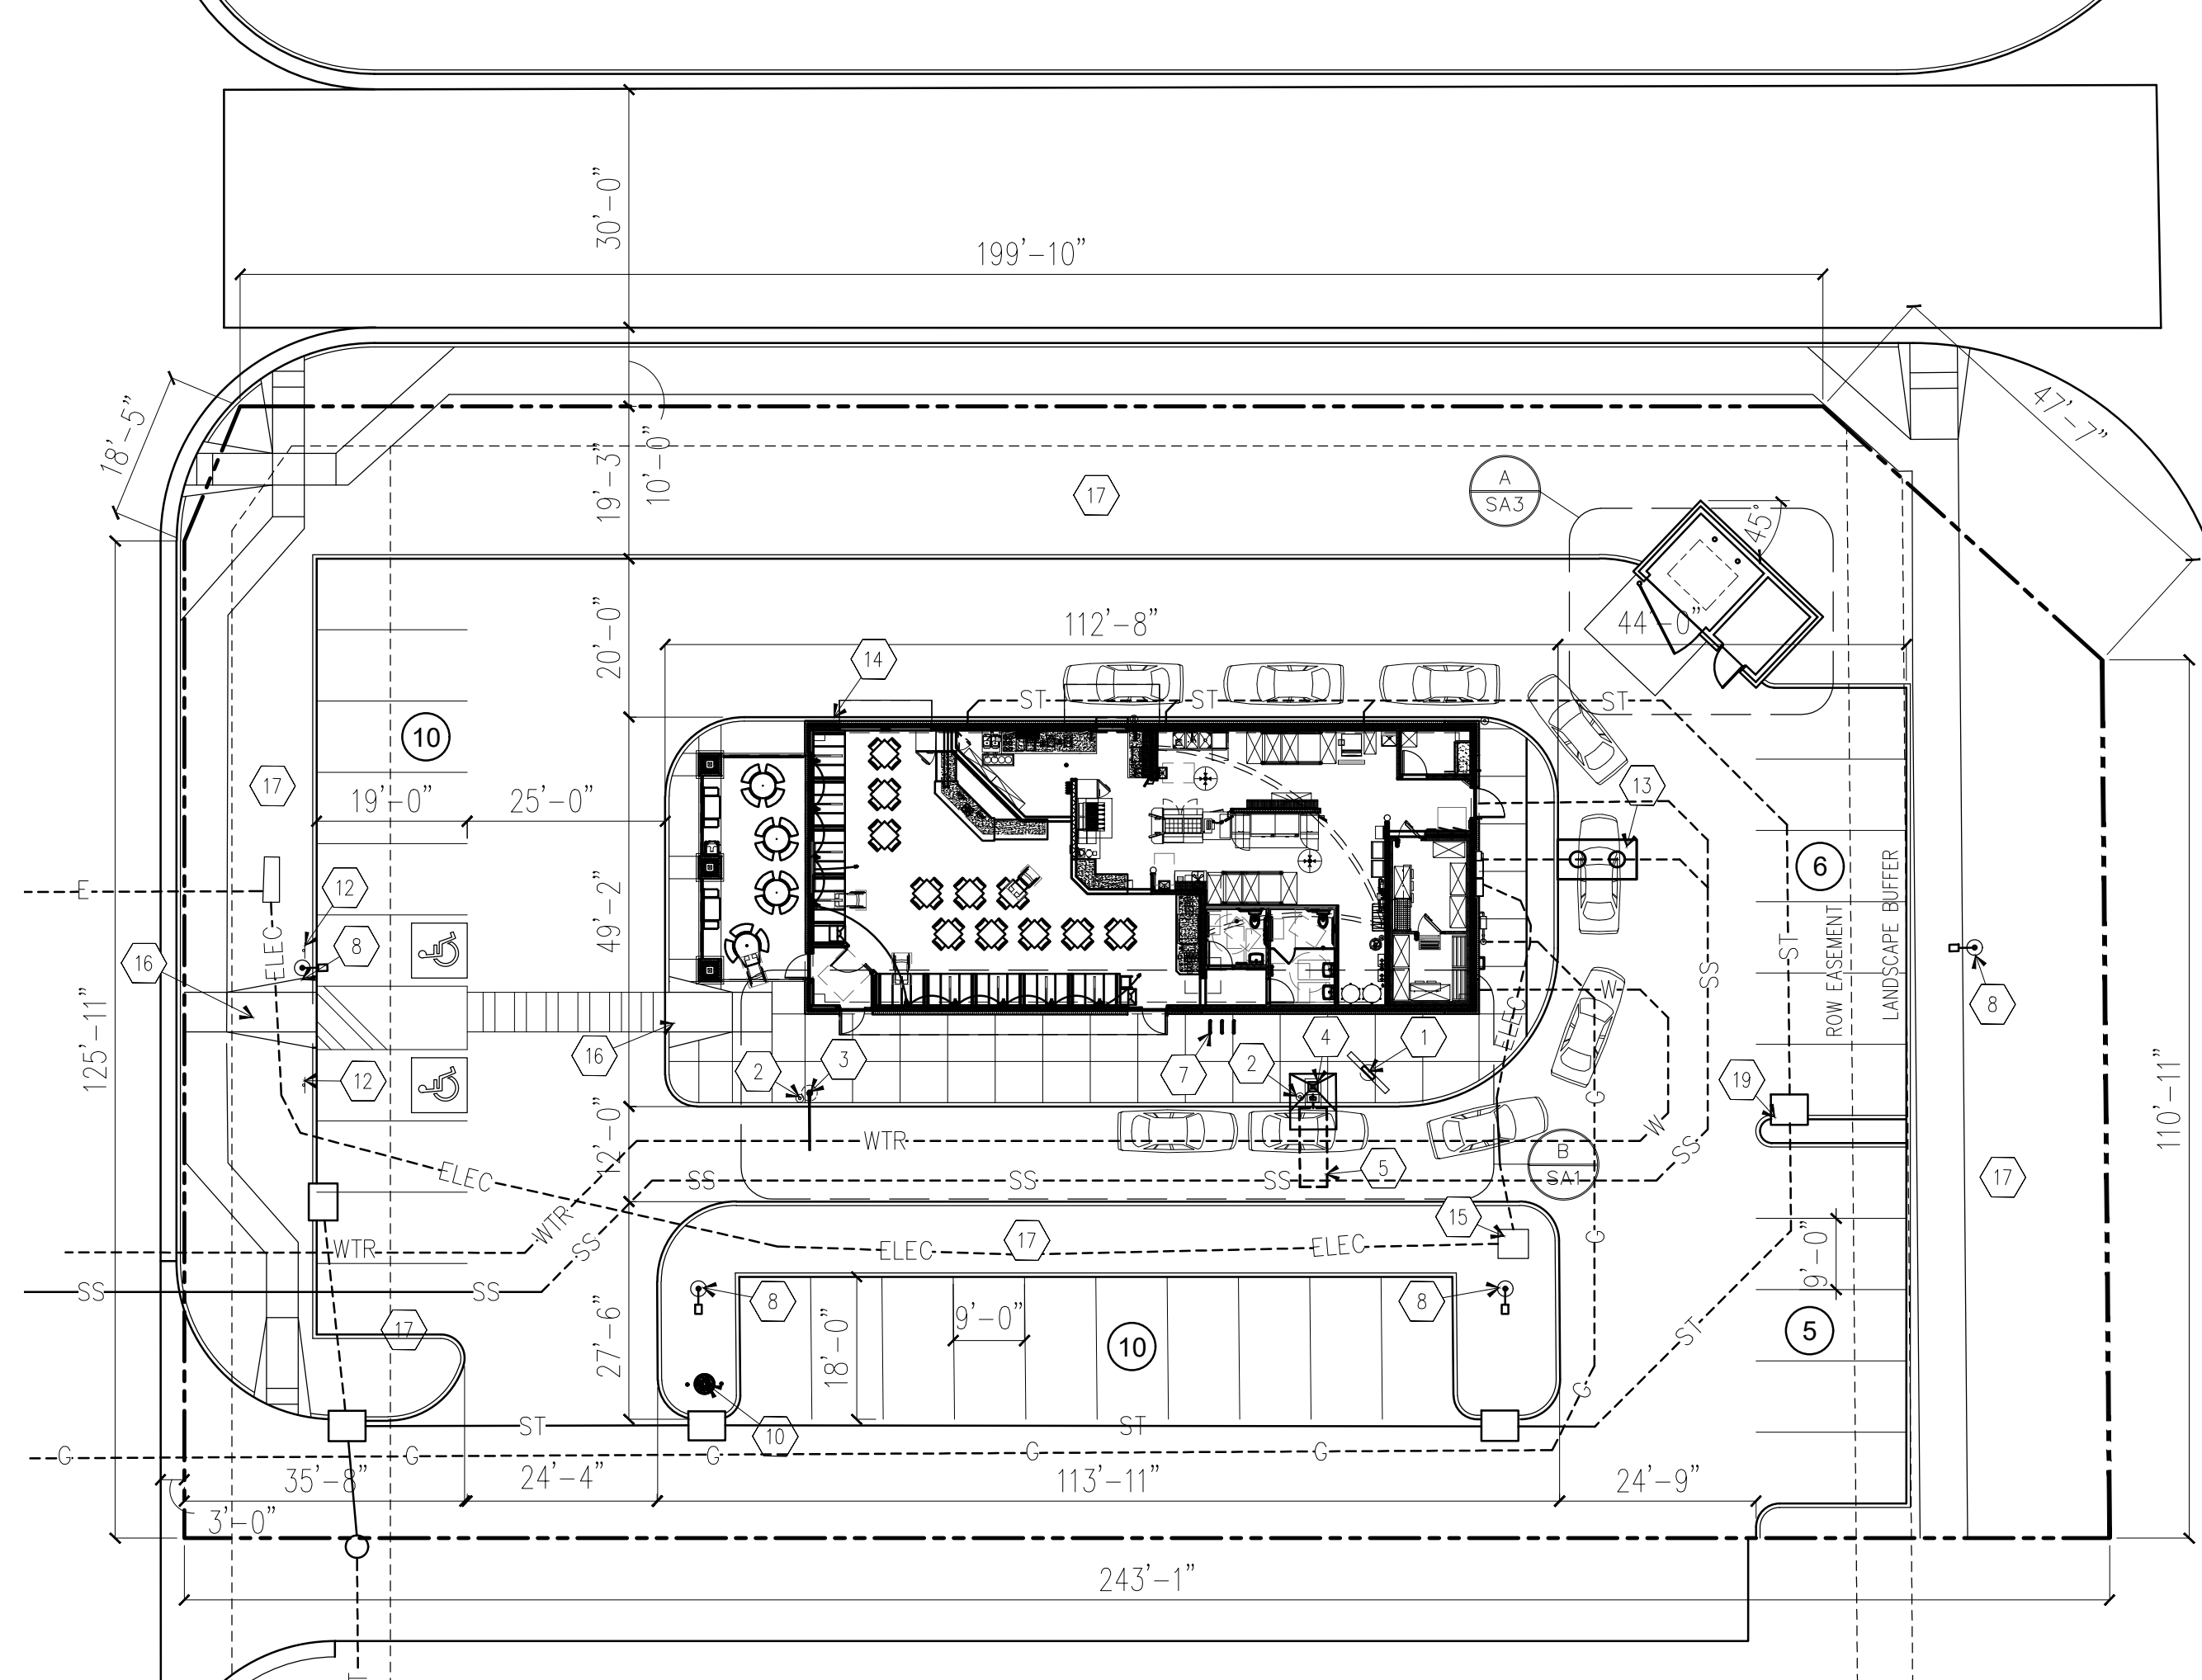 30’–0”
199’–10”
18’–5”
47’–7”
19’–3”
10’–0”
17
A
SA3
45°
20’–0”
112’–8”
44’–0”
14
ST
ST
ST
10
17
19’–0”
25’–0”
13
6
E
12
ELEC
8
16
49’–2”
ROW EASEMENT
LANDSCAPE BUFFER
ST
SS
W
8
ELEC
16
12
2
3
7
2
4
1
19
125’–11”
110’–11”
G
W
12’–0”
WTR
SS
B
SA1
5
17
ELEC
SS
SS
SS
15
WTR
SS
WTR
ELEC
17
ELEC
G
9’–0”
SS
SS
8
8
27’–6”
18’–0”
9’–0”
10
5
17
ST
G
10
ST
ST
G
G
G
G
G
35’–8”
24’–4”
113’–11”
24’–9”
3’–0”
243’–1”